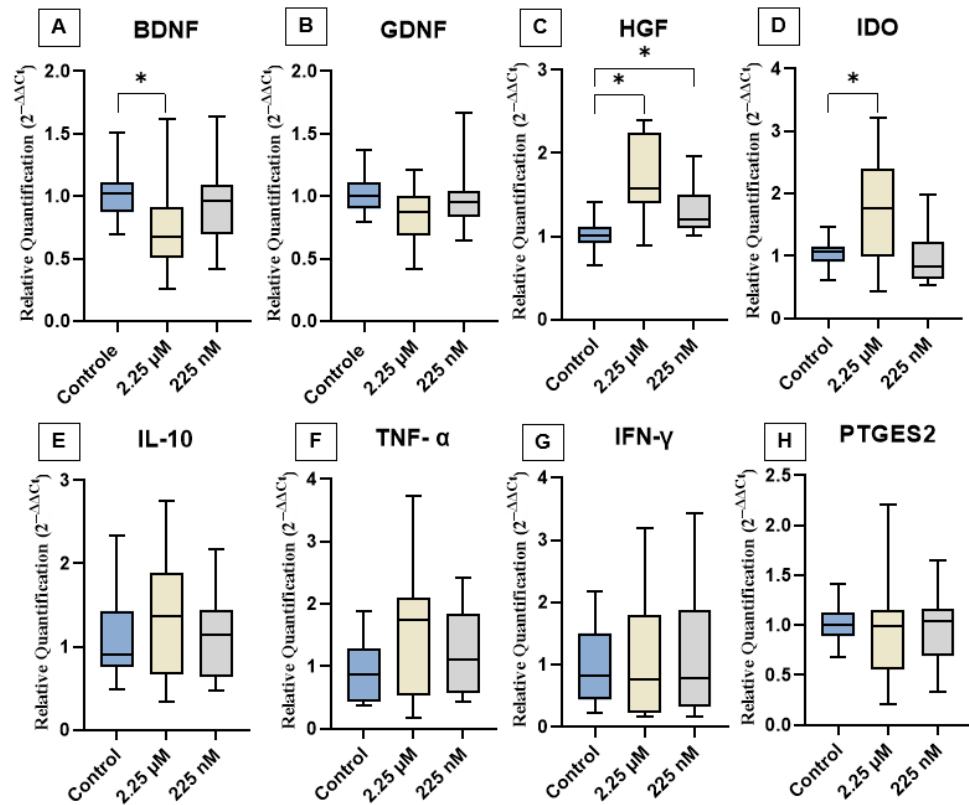 A BDNF
Relative Quantification (2^−ΔΔCt)
2.0
1.5
1.0
0.5
0.0
*
Controle
2.25 μM
225 nM
B GDNF
Relative Quantification (2^−ΔΔCt)
2.0
1.5
1.0
0.5
0.0
Controle
2.25 μM
225 nM
C HGF
Relative Quantification (2^−ΔΔCt)
3
2
1
0
*
*
Control
2.25 μM
225 nM
D IDO
Relative Quantification (2^−ΔΔCt)
4
3
2
1
0
*
Control
2.25 μM
225 nM
E IL-10
Relative Quantification (2^−ΔΔCt)
3
2
1
0
Control
2.25 μM
225 nM
F TNF- α
Relative Quantification (2^−ΔΔCt)
4
3
2
1
0
Control
2.25 μM
225 nM
G IFN-γ
Relative Quantification (2^−ΔΔCt)
4
3
2
1
0
Control
2.25 μM
225 nM
H PTGES2
Relative Quantification (2^−ΔΔCt)
2.5
2.0
1.5
1.0
0.5
0.0
Control
2.25 μM
225 nM